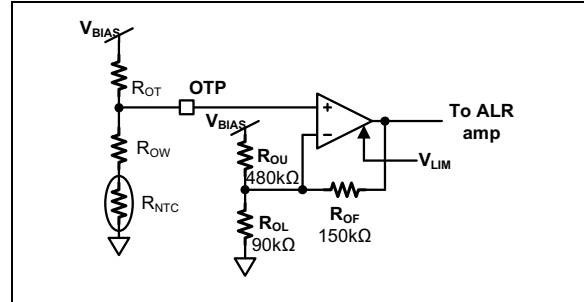 VBIAS
ROT
OTP
ROW
RNTC
VBIAS
ROU
480kΩ
ROL
90kΩ
+
−
ROF
150kΩ
VLIM
To ALR
amp